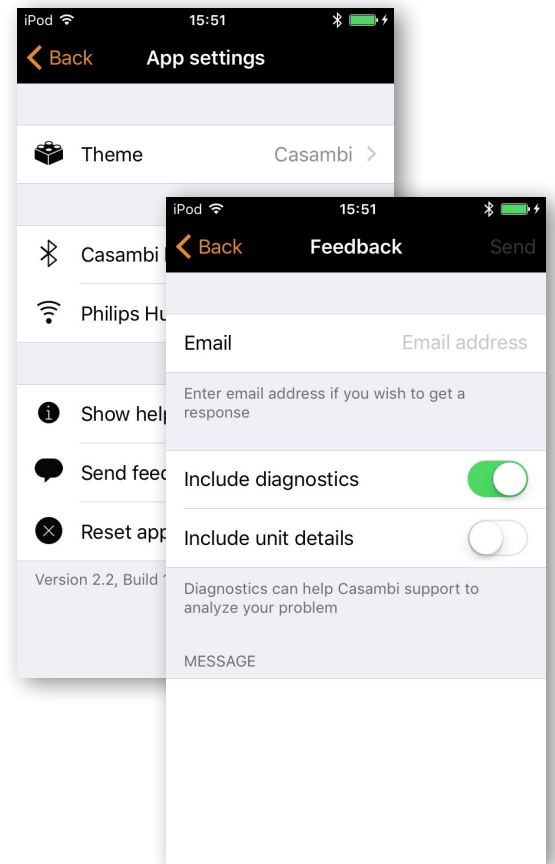 iPod 15:51
Back App settings
Theme Casambi
Casambi
Philips Hu
Show help
Send feed
Reset app
Version 2.2, Build
iPod 15:51
Back Feedback Send
Email Email address
Enter email address if you wish to get a
response
Include diagnostics
Include unit details
Diagnostics can help Casambi support to
analyze your problem
MESSAGE